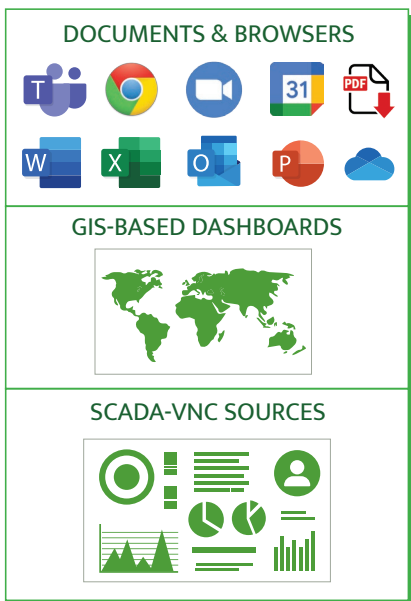 DOCUMENTS & BROWSERS
T
31
PDF
W
X
O
P
GIS-BASED DASHBOARDS
SCADA-VNC SOURCES